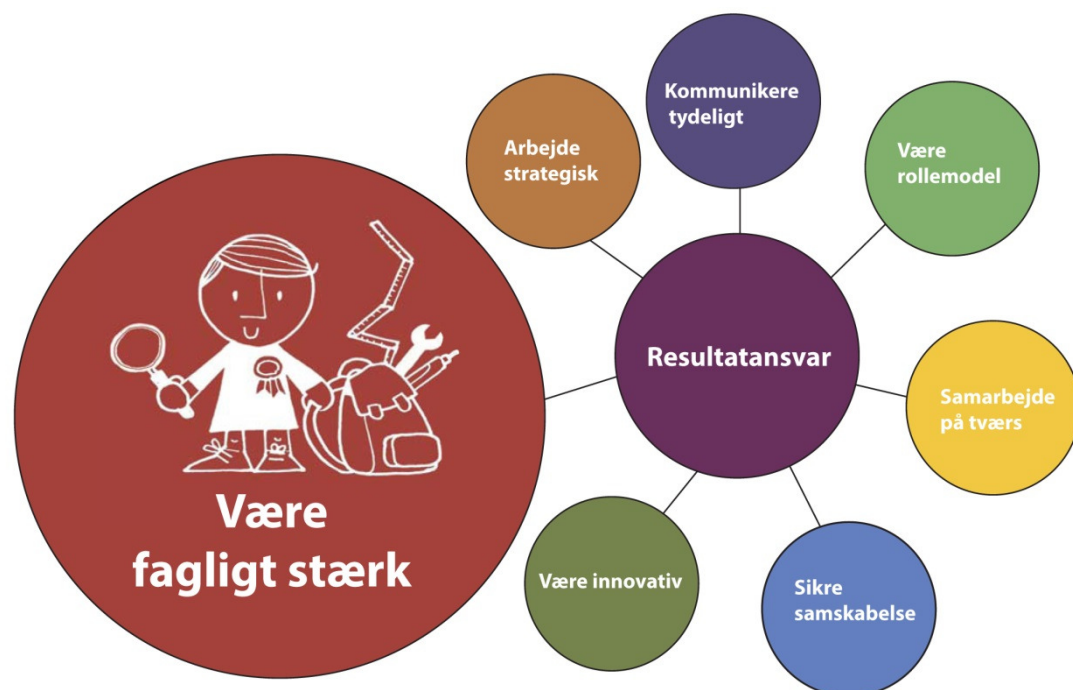 Kommunikere
tydeligt
Arbejde
strategisk
Være
rollemodel
Resultatansvar
Samarbejde
på tværs
Være
fagligt stærk
Være innovativ
Sikre
samskabelse